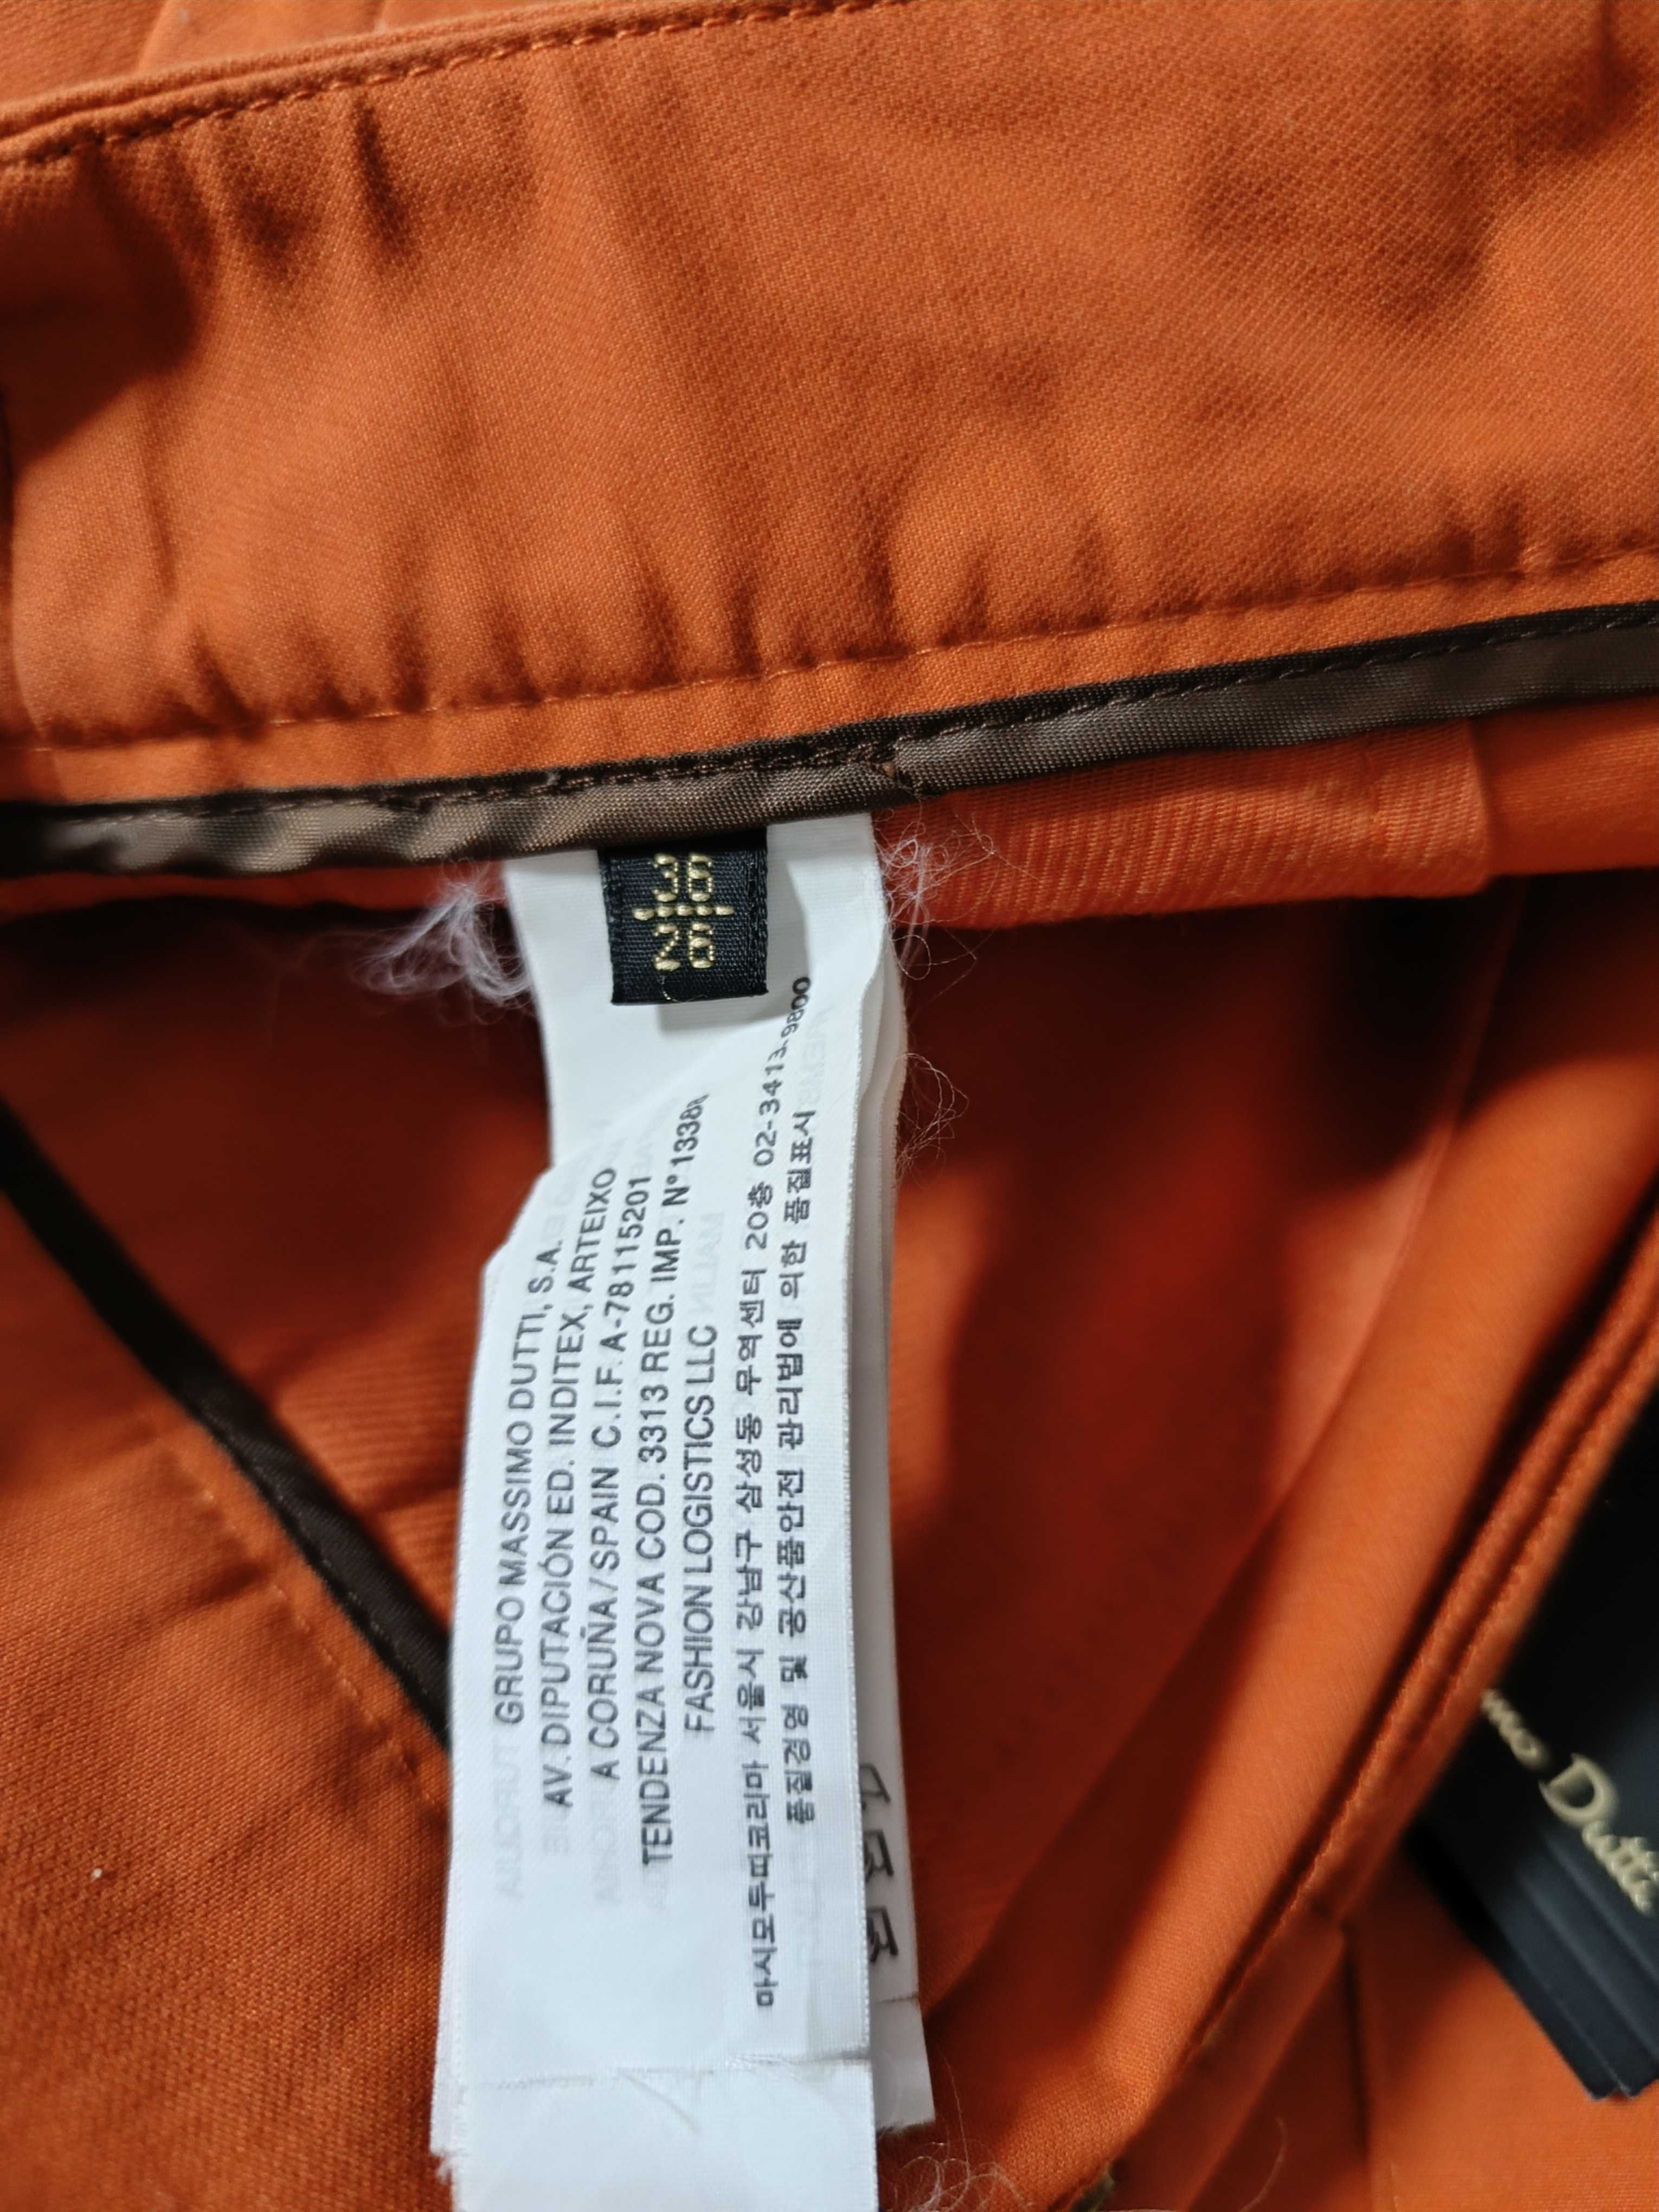 36
26
GRUPO MASSIMO DUTTI, S.A.
AV. DIPUTACIÓN ED. INDITEX, ARTEIXO
A CORUÑA/SPAIN C.I.F. A-78115201
TENDENZA NOVA COD. 3313 REG. IMP. N°1338
FASHION LOGISTICS LLC
마시모두띠코리아 서울시 강남구 삼성동 무역센터 20층 02-3413-9800
품질경영 및 공산품안전 관리법에 의한 품질표시
Dutti